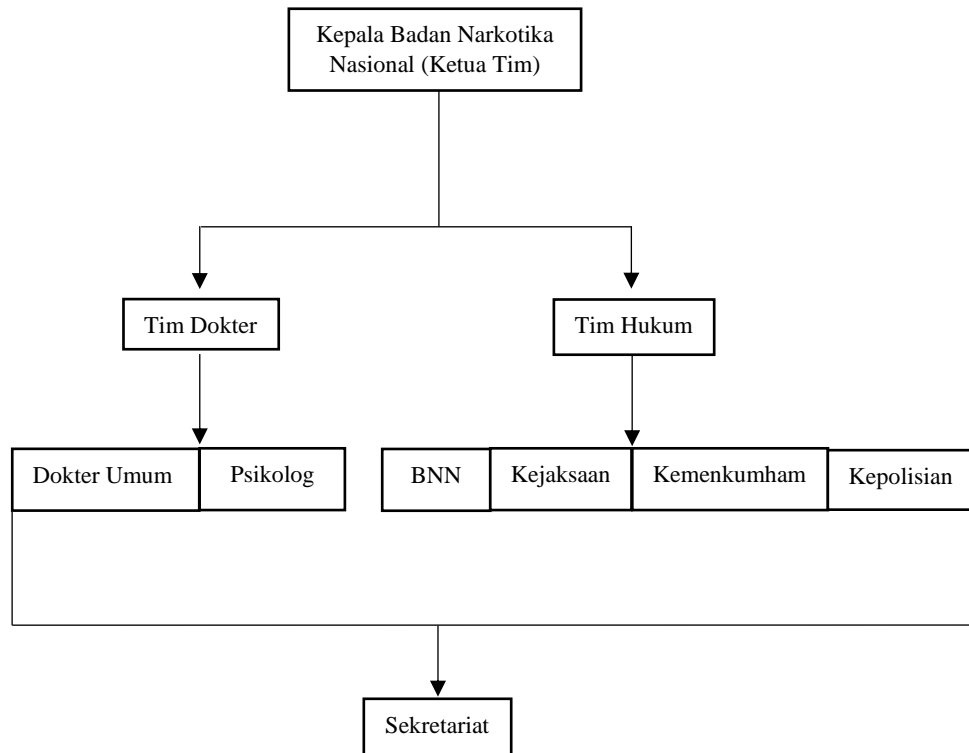 Kepala Badan Narkotika
Nasional (Ketua Tim)
Tim Dokter
Tim Hukum
Dokter Umum
Psikolog
BNN
Kejaksaan
Kemenkumham
Kepolisian
Sekretariat